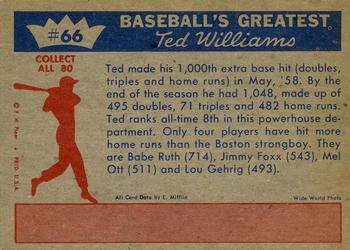 #66
BASEBALL'S GREATEST
Ted Williams
COLLECT
ALL 80
Ted made his 1,000th extra base hit (doubles,
triples and home runs) in May, '58. By the
end of the season he had 1,048, made up of
495 doubles, 71 triples and 482 home runs.
Ted ranks all-time 8th in this powerhouse de-
partment. Only four players have hit more
home runs than the Boston strongboy. They
are Babe Ruth (714), Jimmy Foxx (543), Mel
Ott (511) and Lou Gehrig (493).
© F. H. Fleer PRTD. U.S.A.
All Card Data by E. Mifflin
Wide World Photo